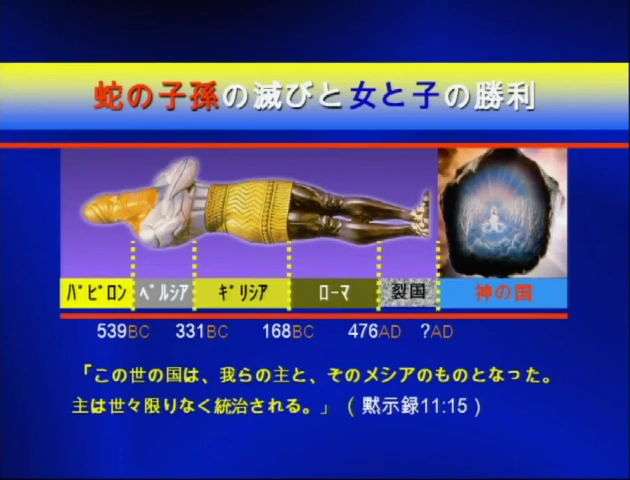 蛇の子孫の滅びと女と子の勝利
バビロン ペルシア ギリシア ローマ 裂国 神の国
539BC 331BC 168BC 476AD ?AD
「この世の国は、我らの主と、そのメシアのものとなった。
主は世々限りなく統治される。」（黙示録11:15）